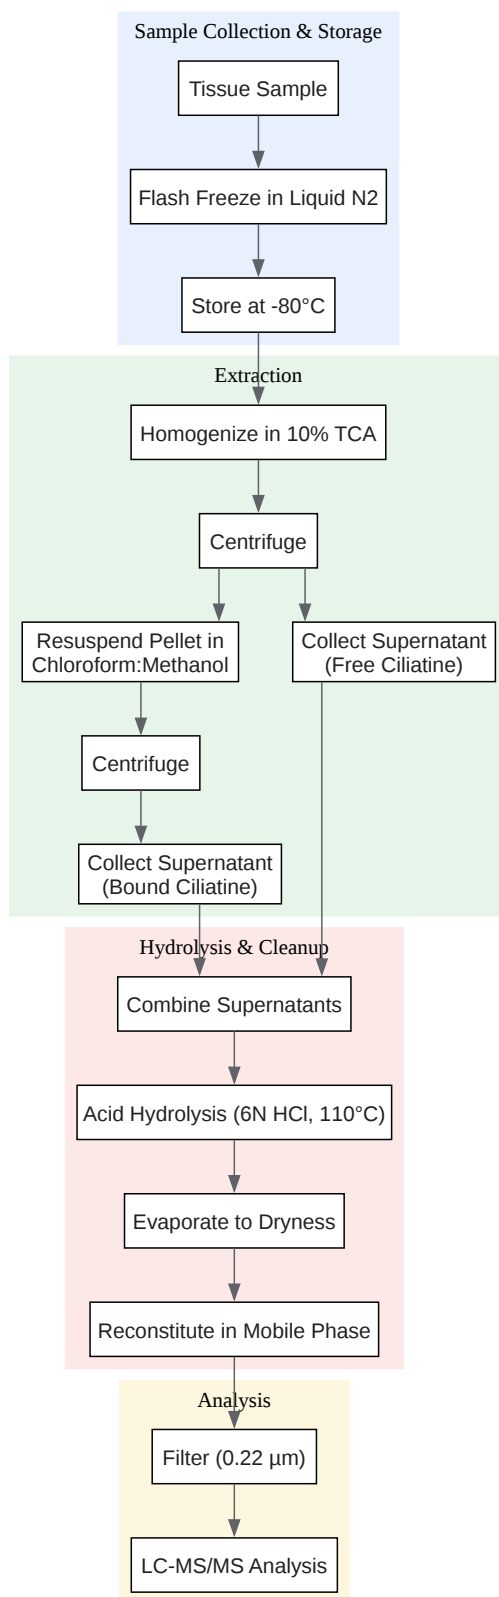 Sample Collection & Storage
Tissue Sample
Flash Freeze in Liquid N2
Store at -80°C
Extraction
Homogenize in 10% TCA
Centrifuge
Resuspend Pellet in
Chloroform:Methanol
Collect Supernatant
(Free Ciliatine)
Centrifuge
Collect Supernatant
(Bound Ciliatine)
Hydrolysis & Cleanup
Combine Supernatants
Acid Hydrolysis (6N HCl, 110°C)
Evaporate to Dryness
Reconstitute in Mobile Phase
Analysis
Filter (0.22 µm)
LC-MS/MS Analysis